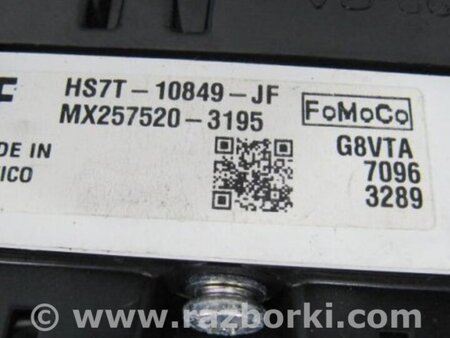 HS7T-10849-JF
MX257520-3195
FoMoCo
G8VTA
7096
3289
DE IN
ICO
www.razborki.com